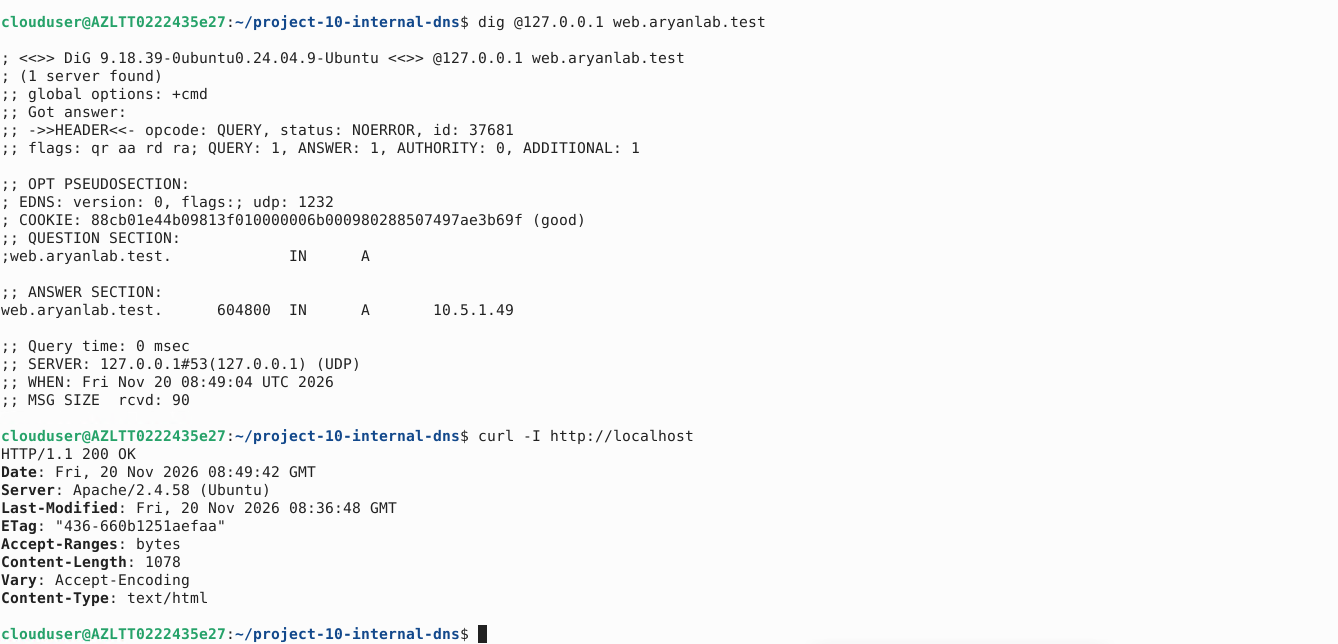 clouduser@AZLTT0222435e27:~/project-10-internal-dns$ dig @127.0.0.1 web.aryanlab.test

; <<>> DiG 9.18.39-0ubuntu0.24.04.9-Ubuntu <<>> @127.0.0.1 web.aryanlab.test
; (1 server found)
;; global options: +cmd
;; Got answer:
;; ->>HEADER<<- opcode: QUERY, status: NOERROR, id: 37681
;; flags: qr aa rd ra; QUERY: 1, ANSWER: 1, AUTHORITY: 0, ADDITIONAL: 1

;; OPT PSEUDOSECTION:
; EDNS: version: 0, flags:; udp: 1232
; COOKIE: 88cb01e44b09813f010000006b000980288507497ae3b69f (good)
;; QUESTION SECTION:
;web.aryanlab.test.             IN      A

;; ANSWER SECTION:
web.aryanlab.test.      604800  IN      A       10.5.1.49

;; Query time: 0 msec
;; SERVER: 127.0.0.1#53(127.0.0.1) (UDP)
;; WHEN: Fri Nov 20 08:49:04 UTC 2026
;; MSG SIZE  rcvd: 90

clouduser@AZLTT0222435e27:~/project-10-internal-dns$ curl -I http://localhost
HTTP/1.1 200 OK
Date: Fri, 20 Nov 2026 08:49:42 GMT
Server: Apache/2.4.58 (Ubuntu)
Last-Modified: Fri, 20 Nov 2026 08:36:48 GMT
ETag: "436-660b1251aefaa"
Accept-Ranges: bytes
Content-Length: 1078
Vary: Accept-Encoding
Content-Type: text/html

clouduser@AZLTT0222435e27:~/project-10-internal-dns$